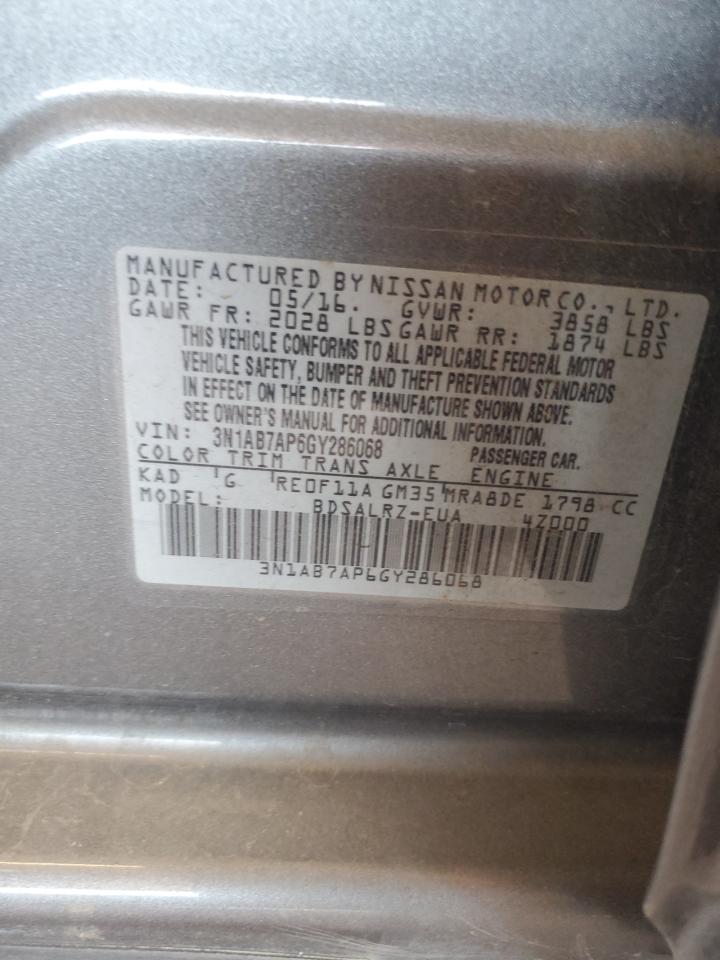 MANUFACTURED BY NISSAN MOTOR CO., LTD.
DATE: 05/16. GVWR: 3858 LBS
GAWR FR: 2028 LBS GAWR RR: 1874 LBS
THIS VEHICLE CONFORMS TO ALL APPLICABLE FEDERAL MOTOR
VEHICLE SAFETY, BUMPER AND THEFT PREVENTION STANDARDS
IN EFFECT ON THE DATE OF MANUFACTURE SHOWN ABOVE.
SEE OWNER'S MANUAL FOR ADDITIONAL INFORMATION.
VIN: 3N1AB7AP6GY286068 PASSENGER CAR.
COLOR TRIM TRANS AXLE ENGINE
KAD G RE0F11A GM35 MRA8DE 1798 CC
MODEL: BDSALRZ-EUA 4Z000
3N1AB7AP6GY286068